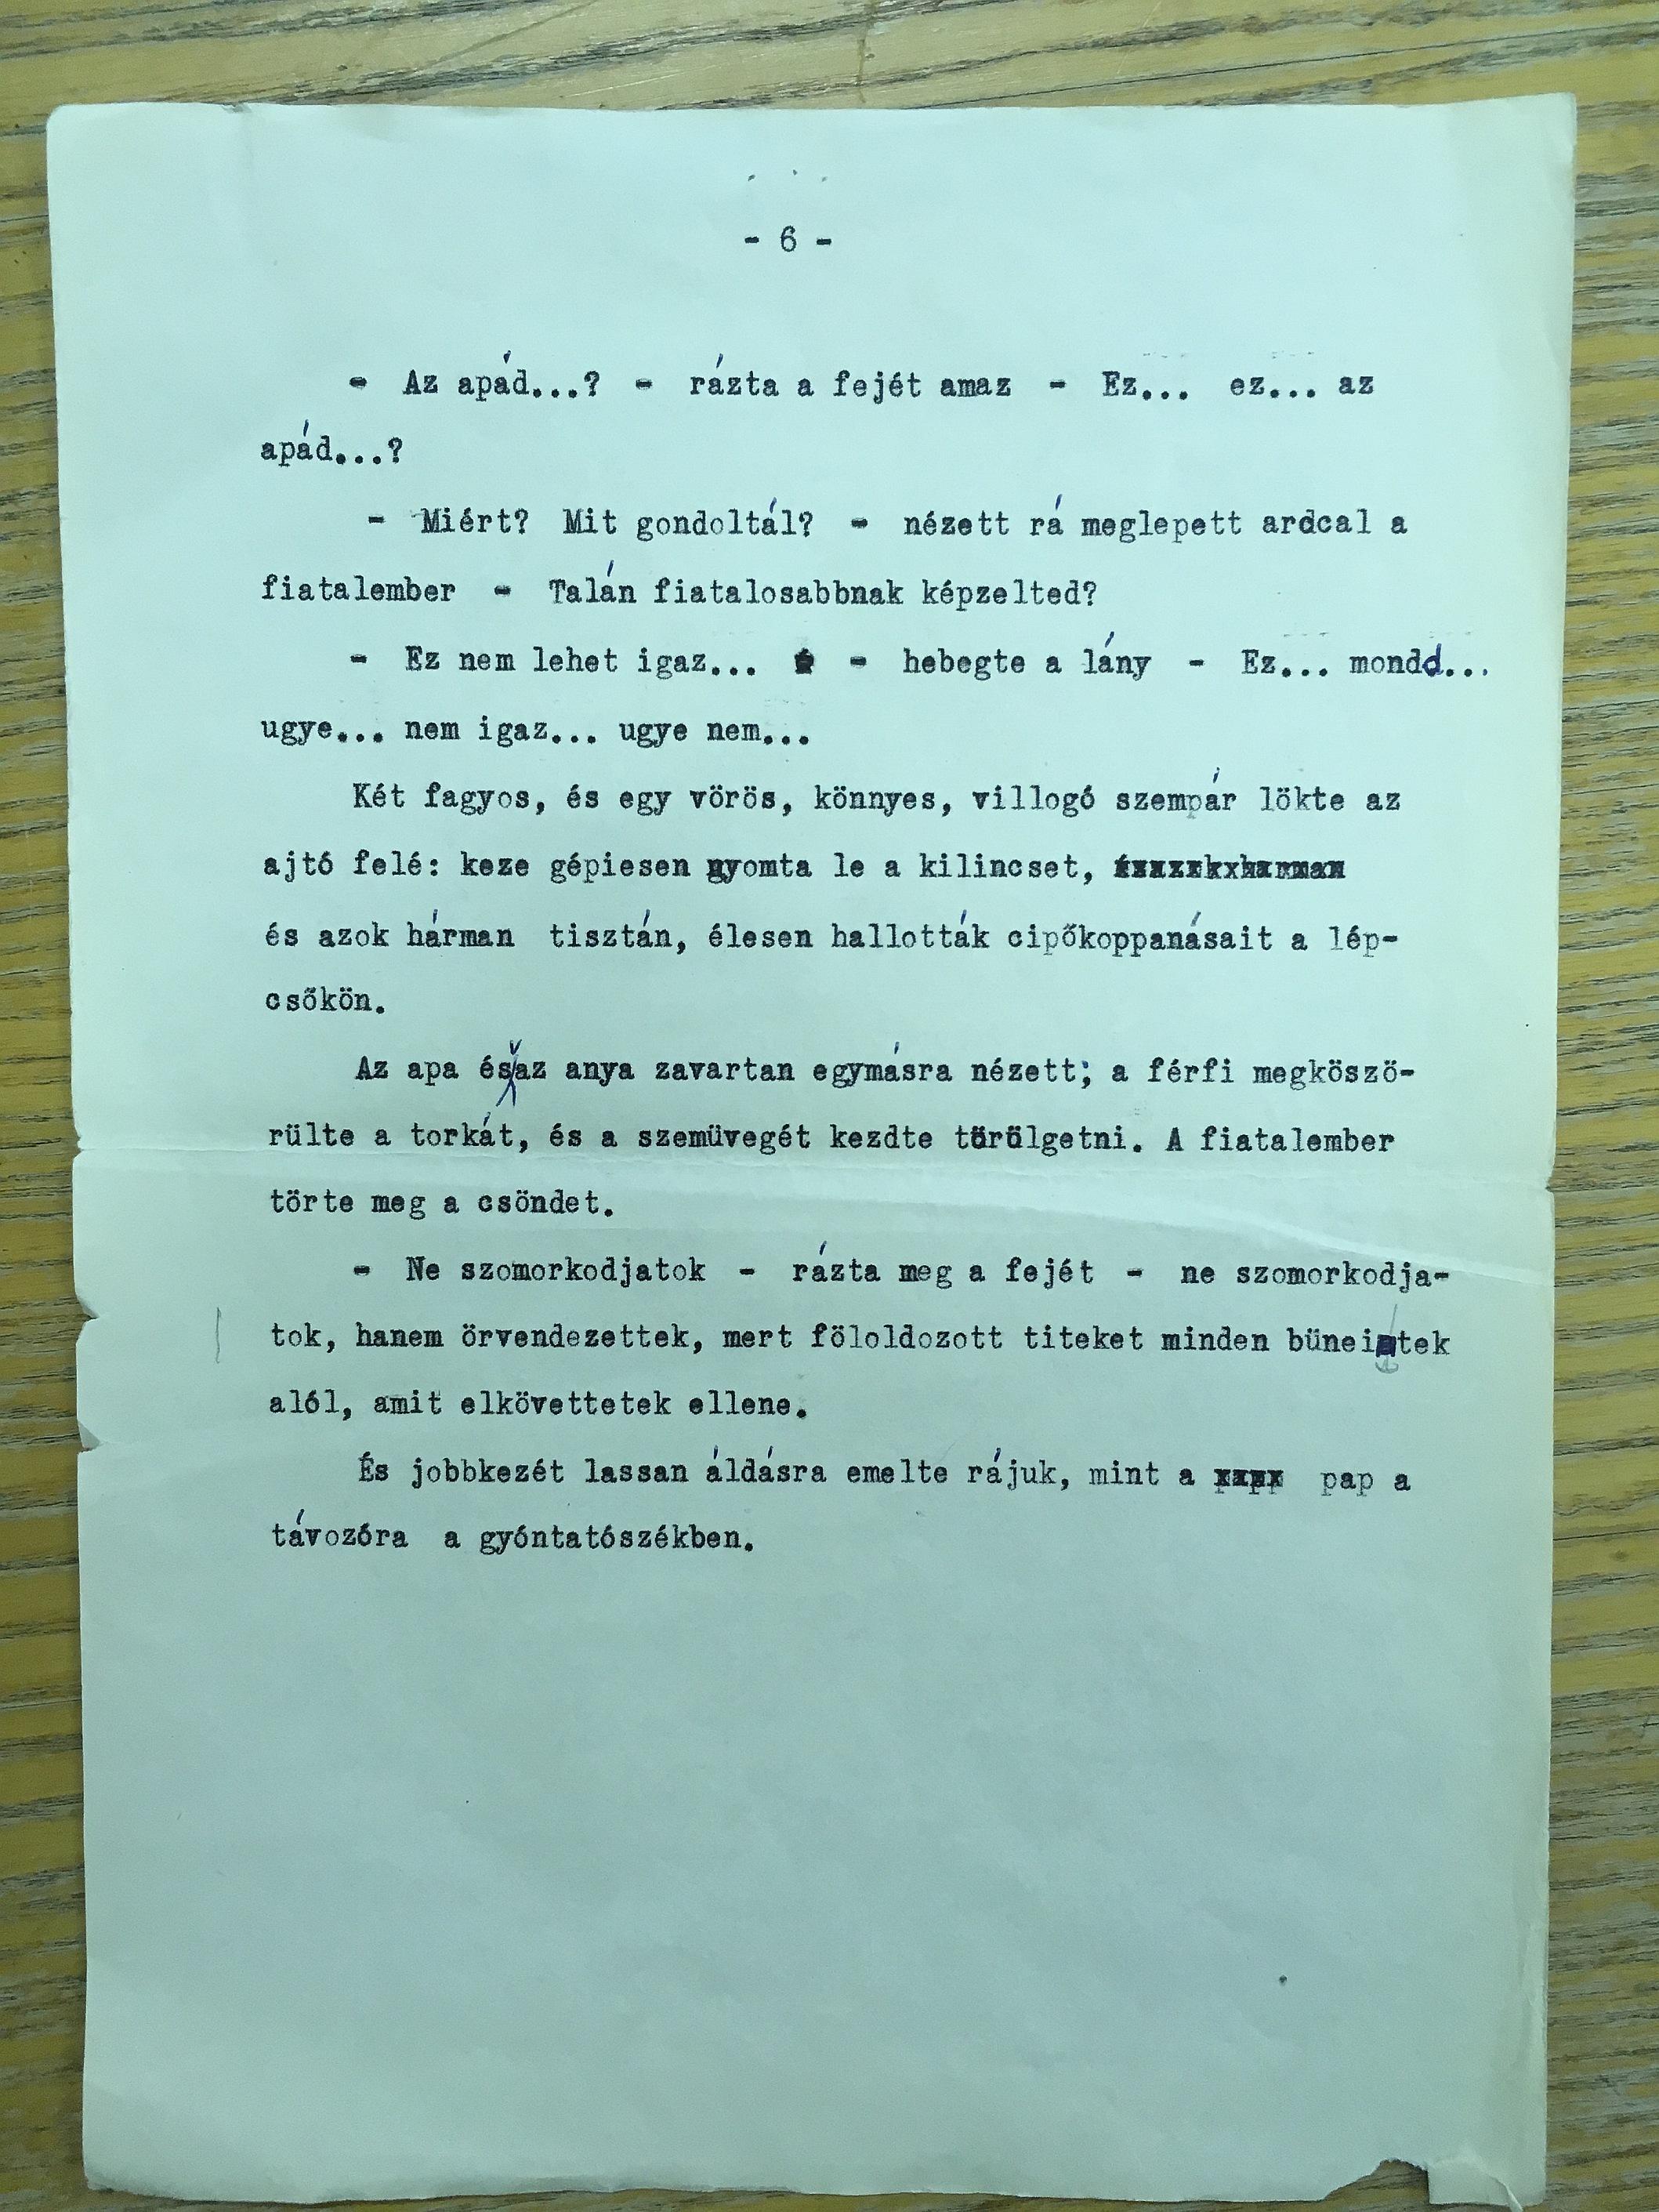 - 6 -
- Az apád...? - rázta a fejét amaz - Ez... ez... az
apád...?
- Miért? Mit gondoltál? - nézett rá meglepett ardcal a
fiatalember - Talán fiatalosabbnak képzelted?
- Ez nem lehet igaz... - hebegte a lány - Ez... mondd...
ugye... nem igaz... ugye nem...
Két fagyos, és egy vörös, könnyes, villogó szempár lökte az
ajtó felé: keze gépiesen nyomta le a kilincset,
és azok hárman tisztán, élesen hallották cipőkoppanásait a lép-
csőkön.
Az apa és az anya zavartan egymásra nézett; a férfi megköszö-
rülte a torkát, és a szemüvegét kezdte törölgetni. A fiatalember
törte meg a csöndet.
- Ne szomorkodjatok - rázta meg a fejét - ne szomorkodja-
tok, hanem örvendezettek, mert föloldozott titeket minden büneitek
alól, amit elkövettetek ellene.
És jobbkezét lassan áldásra emelte rájuk, mint a pap a
távozóra a gyóntatószékben.